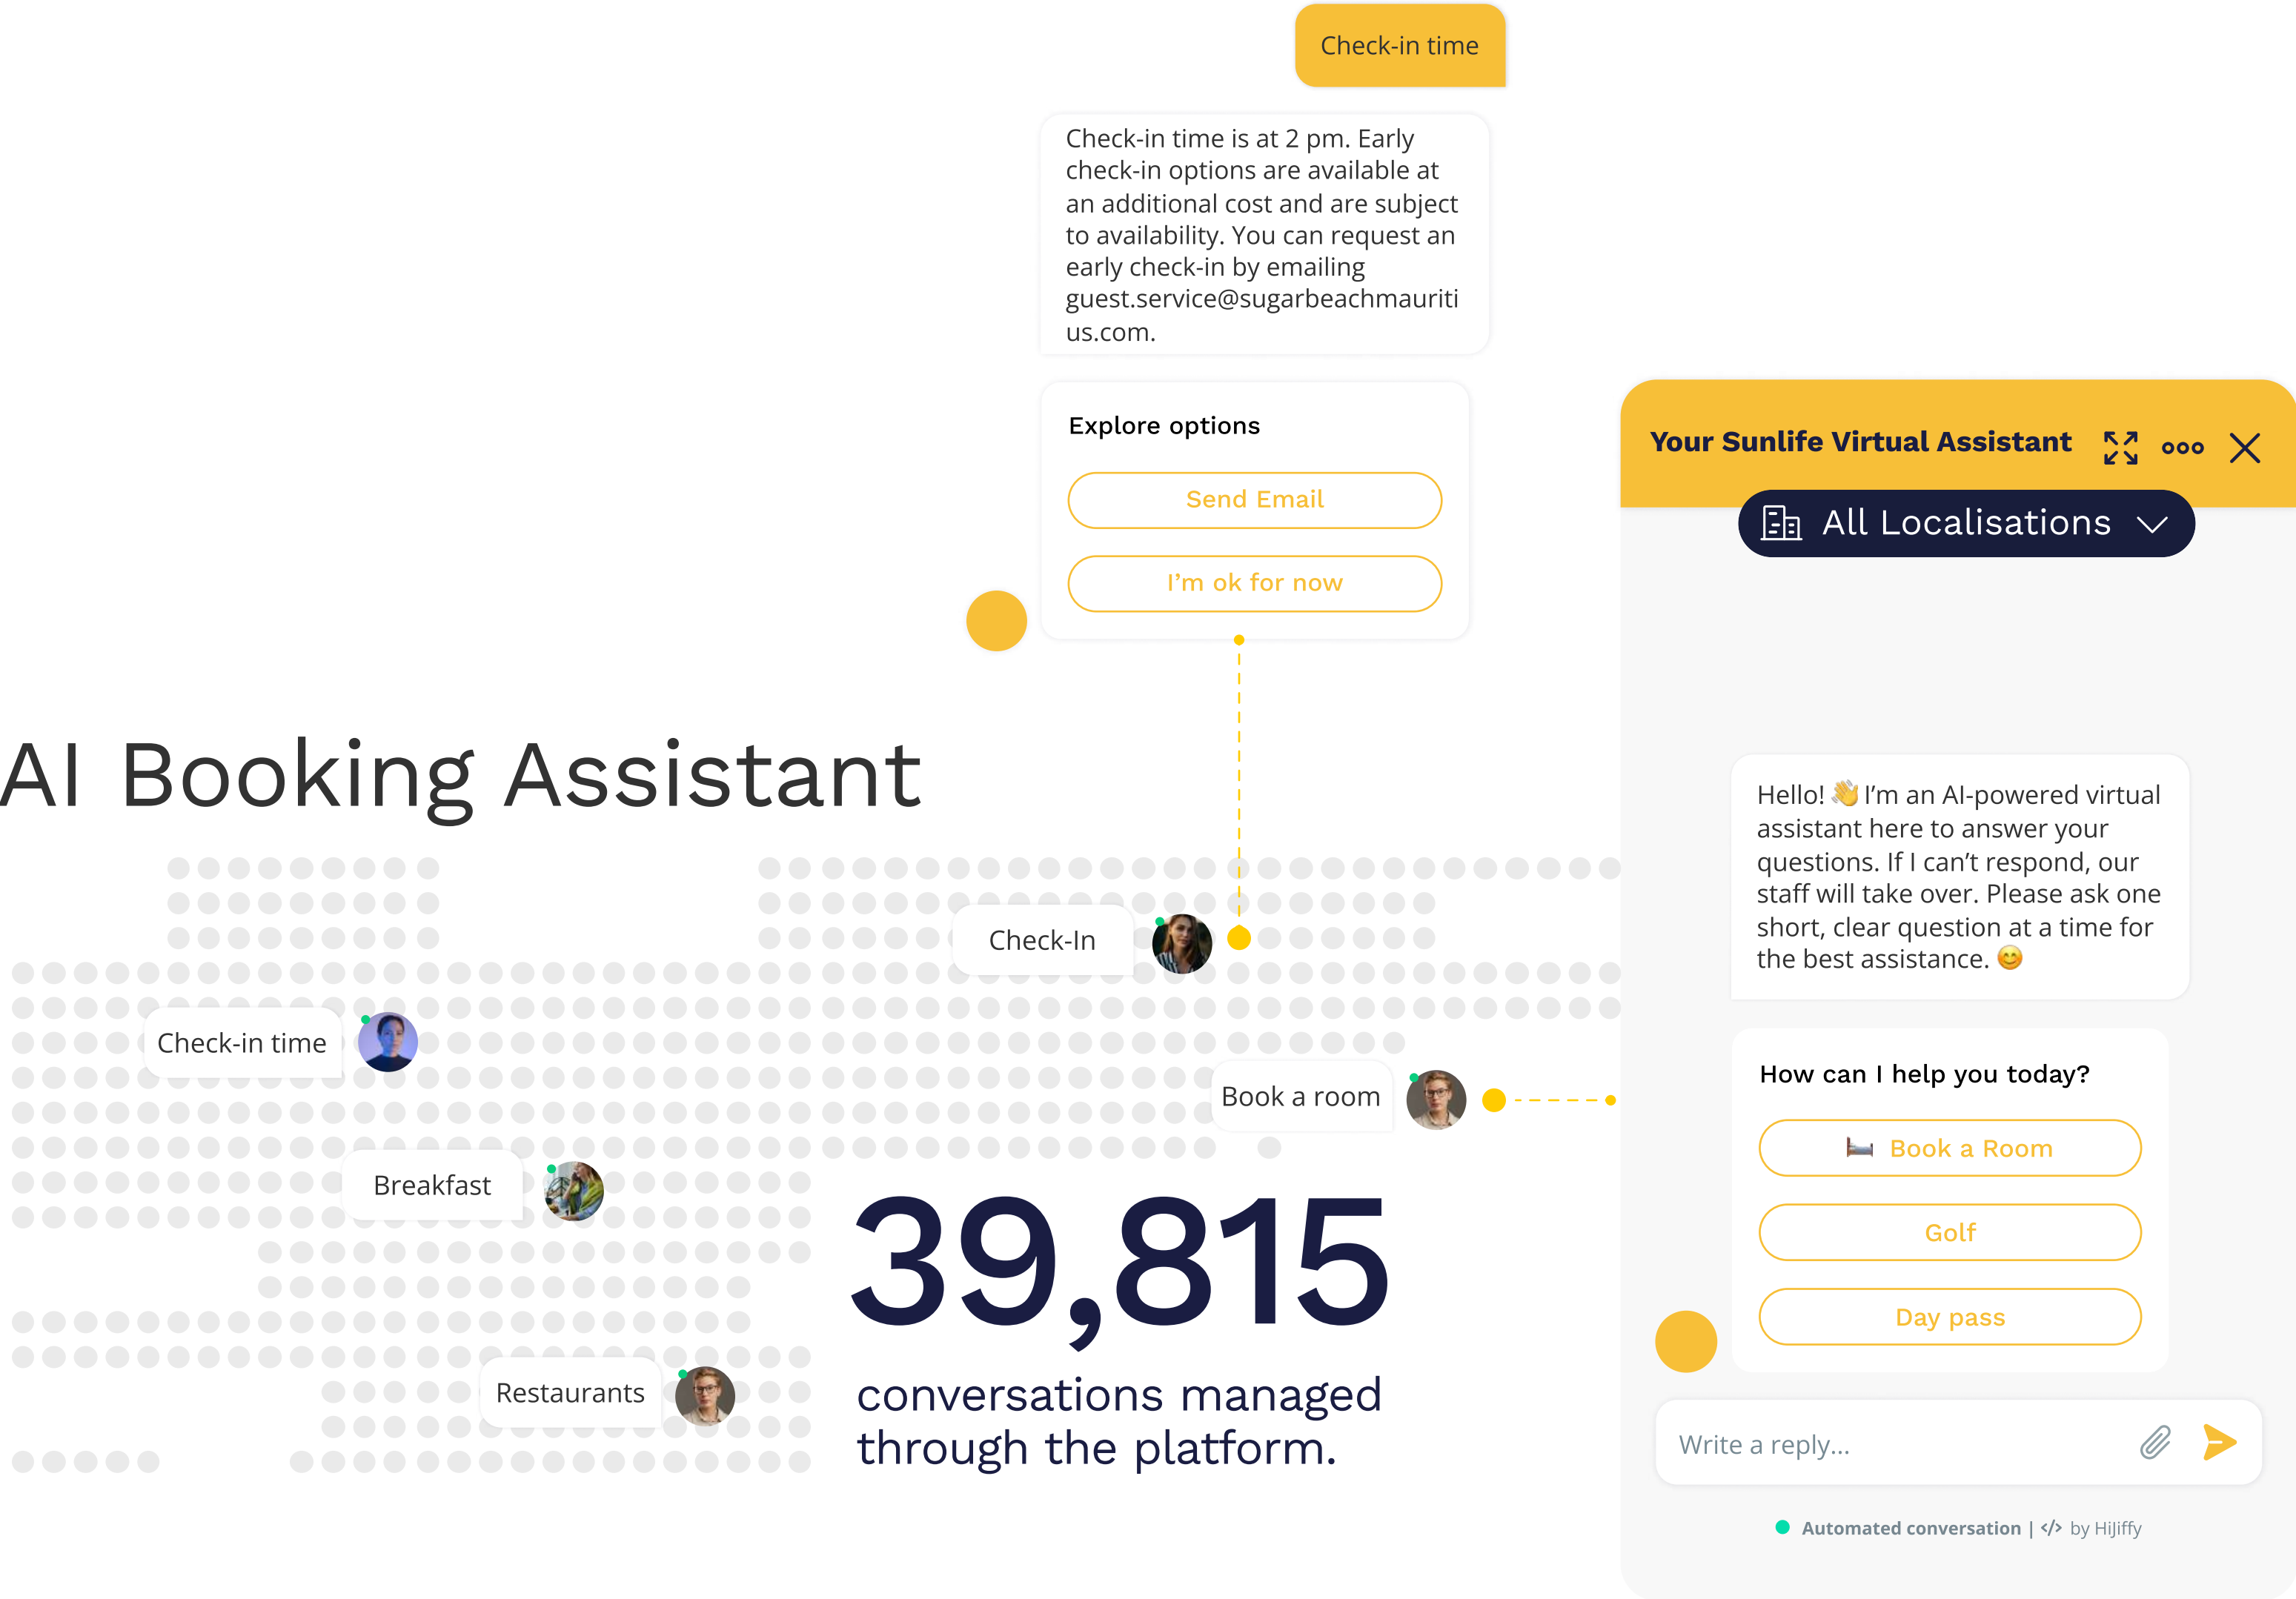 Check-in time
Check-in time is at 2 pm. Early
check-in options are available at
an additional cost and are subject
to availability. You can request an
early check-in by emailing
guest.service@sugarbeachmauriti
us.com.
Explore options
Send Email
I’m ok for now
AI Booking Assistant
Check-In
Check-in time
Book a room
Breakfast
Restaurants
39,815
conversations managed
through the platform.
Your Sunlife Virtual Assistant
All Localisations
Hello! 👋 I’m an AI-powered virtual
assistant here to answer your
questions. If I can’t respond, our
staff will take over. Please ask one
short, clear question at a time for
the best assistance. 😊
How can I help you today?
🛏️ Book a Room
Golf
Day pass
Write a reply...
Automated conversation | </> by HiJiffy